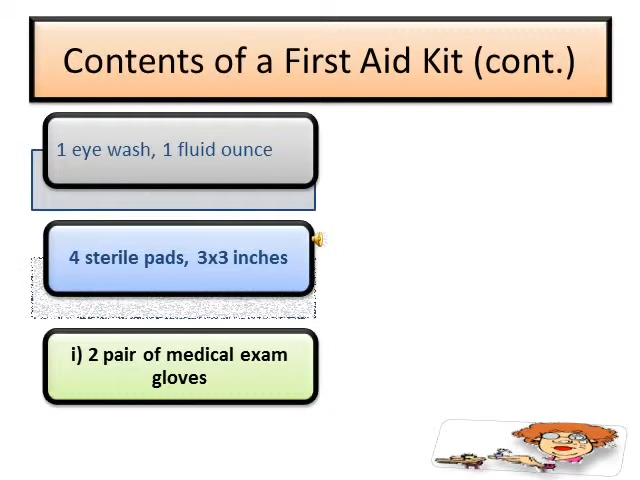 Contents of a First Aid Kit (cont.)
1 eye wash, 1 fluid ounce
4 sterile pads, 3x3 inches
i) 2 pair of medical exam
gloves